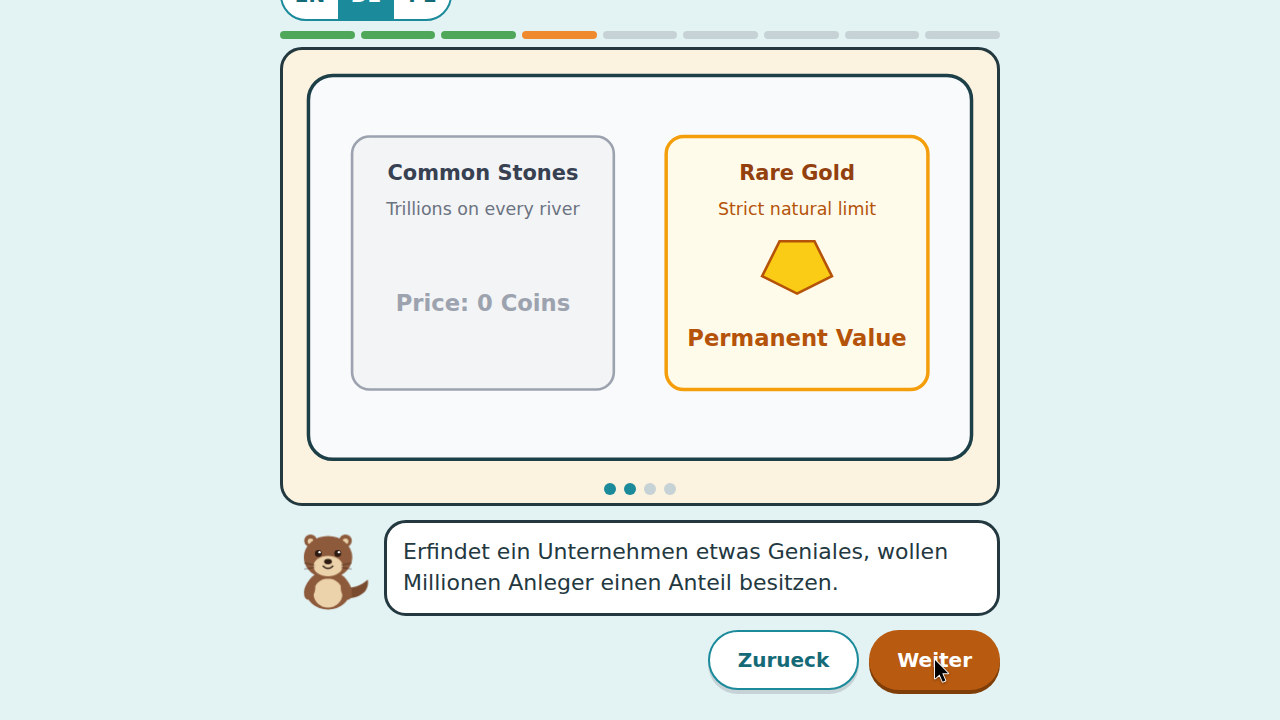 Common Stones
Trillions on every river
Price: 0 Coins
Rare Gold
Strict natural limit
Permanent Value
Erfindet ein Unternehmen etwas Geniales, wollen
Millionen Anleger einen Anteil besitzen.
Zurueck
Weiter